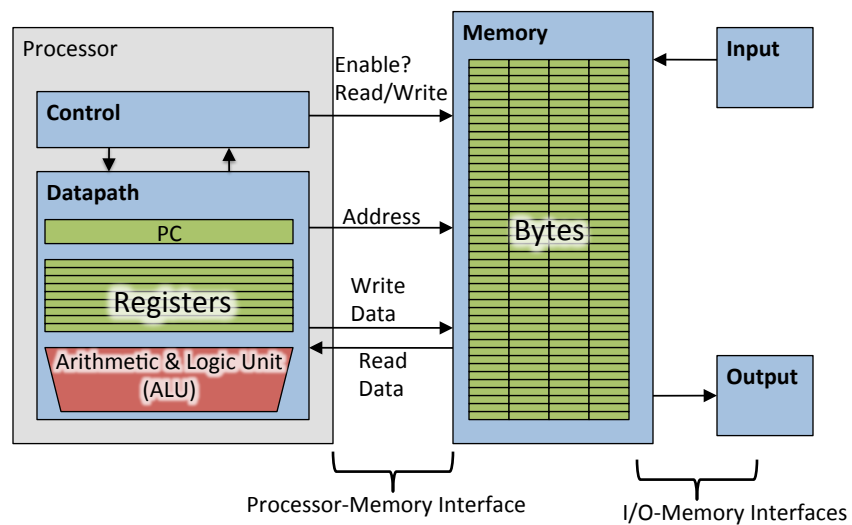 Processor
Control
Datapath
PC
Registers
Arithmetic & Logic Unit
(ALU)
Enable?
Read/Write
Address
Write
Data
Read
Data
Memory
Bytes
Input
Output
Processor-Memory Interface
I/O-Memory Interfaces